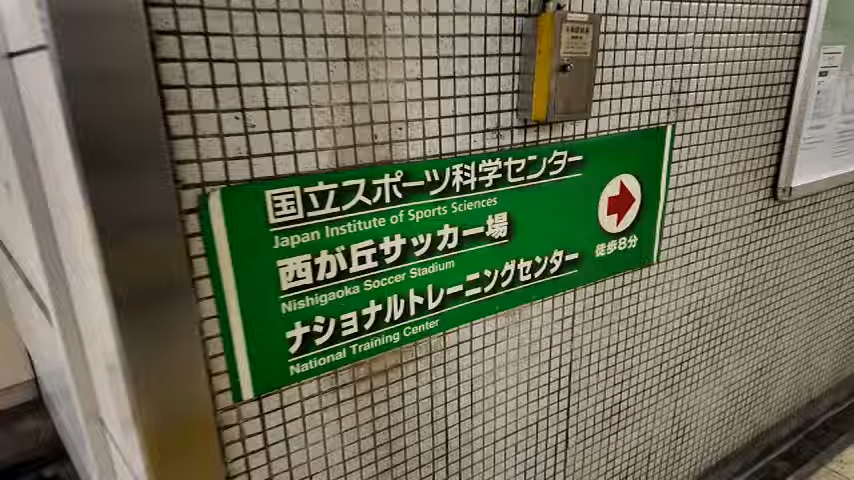 国立スポーツ科学センター
Japan Institute of Sports Sciences
西が丘サッカー場
Nishigaoka Soccer Stadium
ナショナルトレーニングセンター
National Training Center
徒歩8分